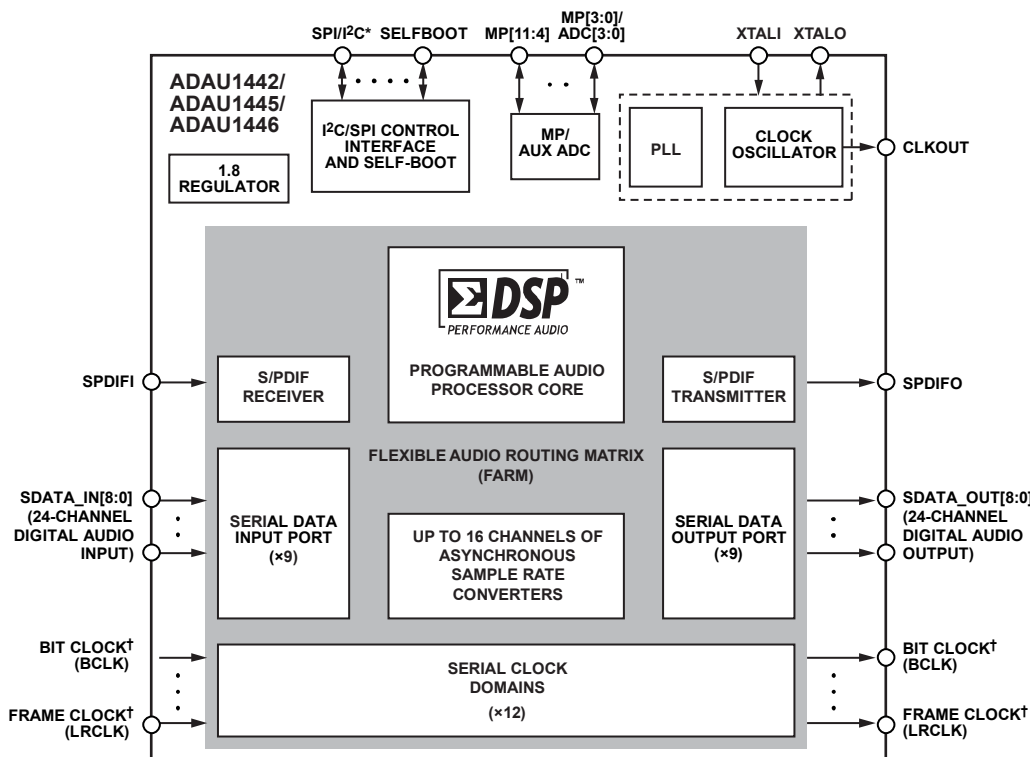 SPI/I²C* SELFBOOT MP[11:4] MP[3:0]/
ADC[3:0] XTALI XTALO
ADAU1442/
ADAU1445/
ADAU1446
1.8
REGULATOR
I²C/SPI CONTROL
INTERFACE
AND SELF-BOOT
MP/
AUX ADC
PLL
CLOCK
OSCILLATOR
CLKOUT
ΣDSP™
PERFORMANCE AUDIO
PROGRAMMABLE AUDIO
PROCESSOR CORE
SPDIFI
S/PDIF
RECEIVER
S/PDIF
TRANSMITTER
SPDIFO
FLEXIBLE AUDIO ROUTING MATRIX
(FARM)
SDATA_IN[8:0]
(24-CHANNEL
DIGITAL AUDIO
INPUT)
SERIAL DATA
INPUT PORT
(×9)
UP TO 16 CHANNELS OF
ASYNCHRONOUS
SAMPLE RATE
CONVERTERS
SERIAL DATA
OUTPUT PORT
(×9)
SDATA_OUT[8:0]
(24-CHANNEL
DIGITAL AUDIO
OUTPUT)
BIT CLOCK†
(BCLK)
FRAME CLOCK†
(LRCLK)
SERIAL CLOCK
DOMAINS
(×12)
BIT CLOCK†
(BCLK)
FRAME CLOCK†
(LRCLK)